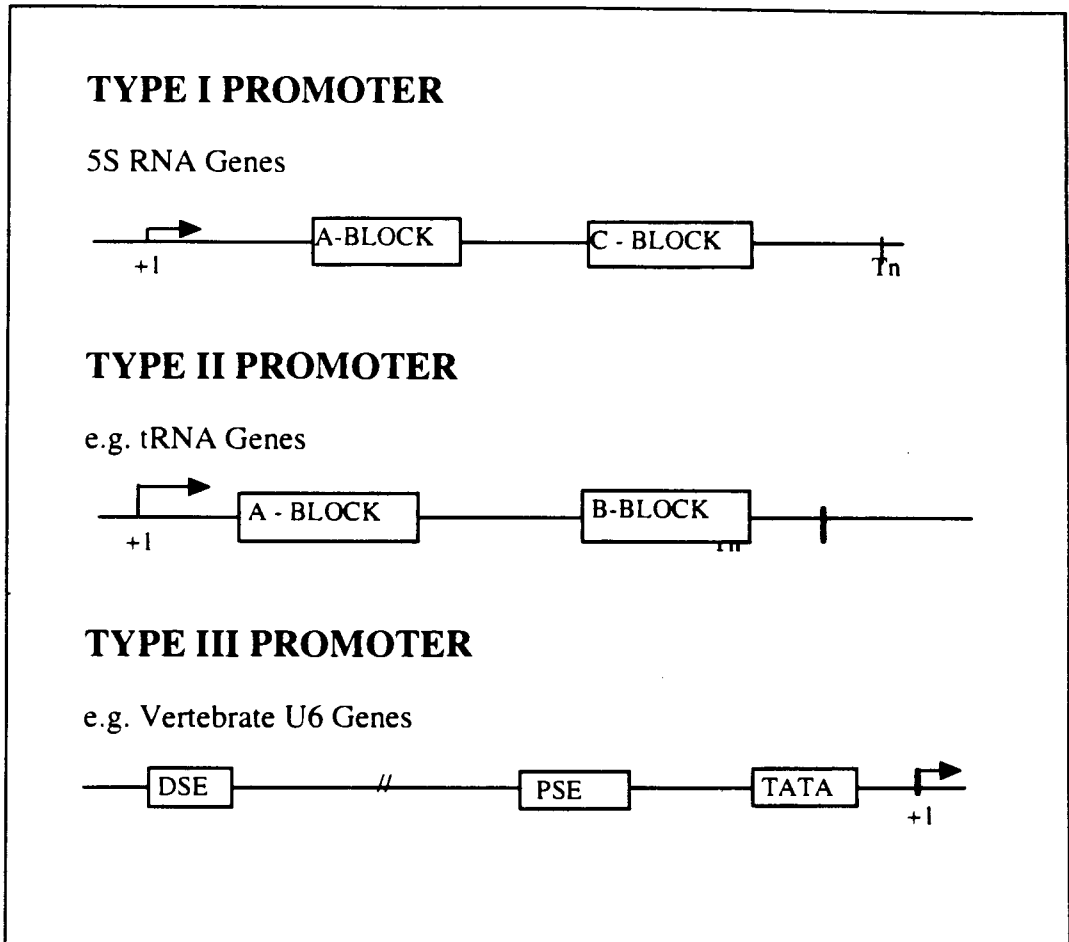 TYPE I PROMOTER
5S RNA Genes
A-BLOCK C - BLOCK
+1 Tn
TYPE II PROMOTER
e.g. tRNA Genes
A - BLOCK B-BLOCK
+1
TYPE III PROMOTER
e.g. Vertebrate U6 Genes
DSE // PSE TATA
+1